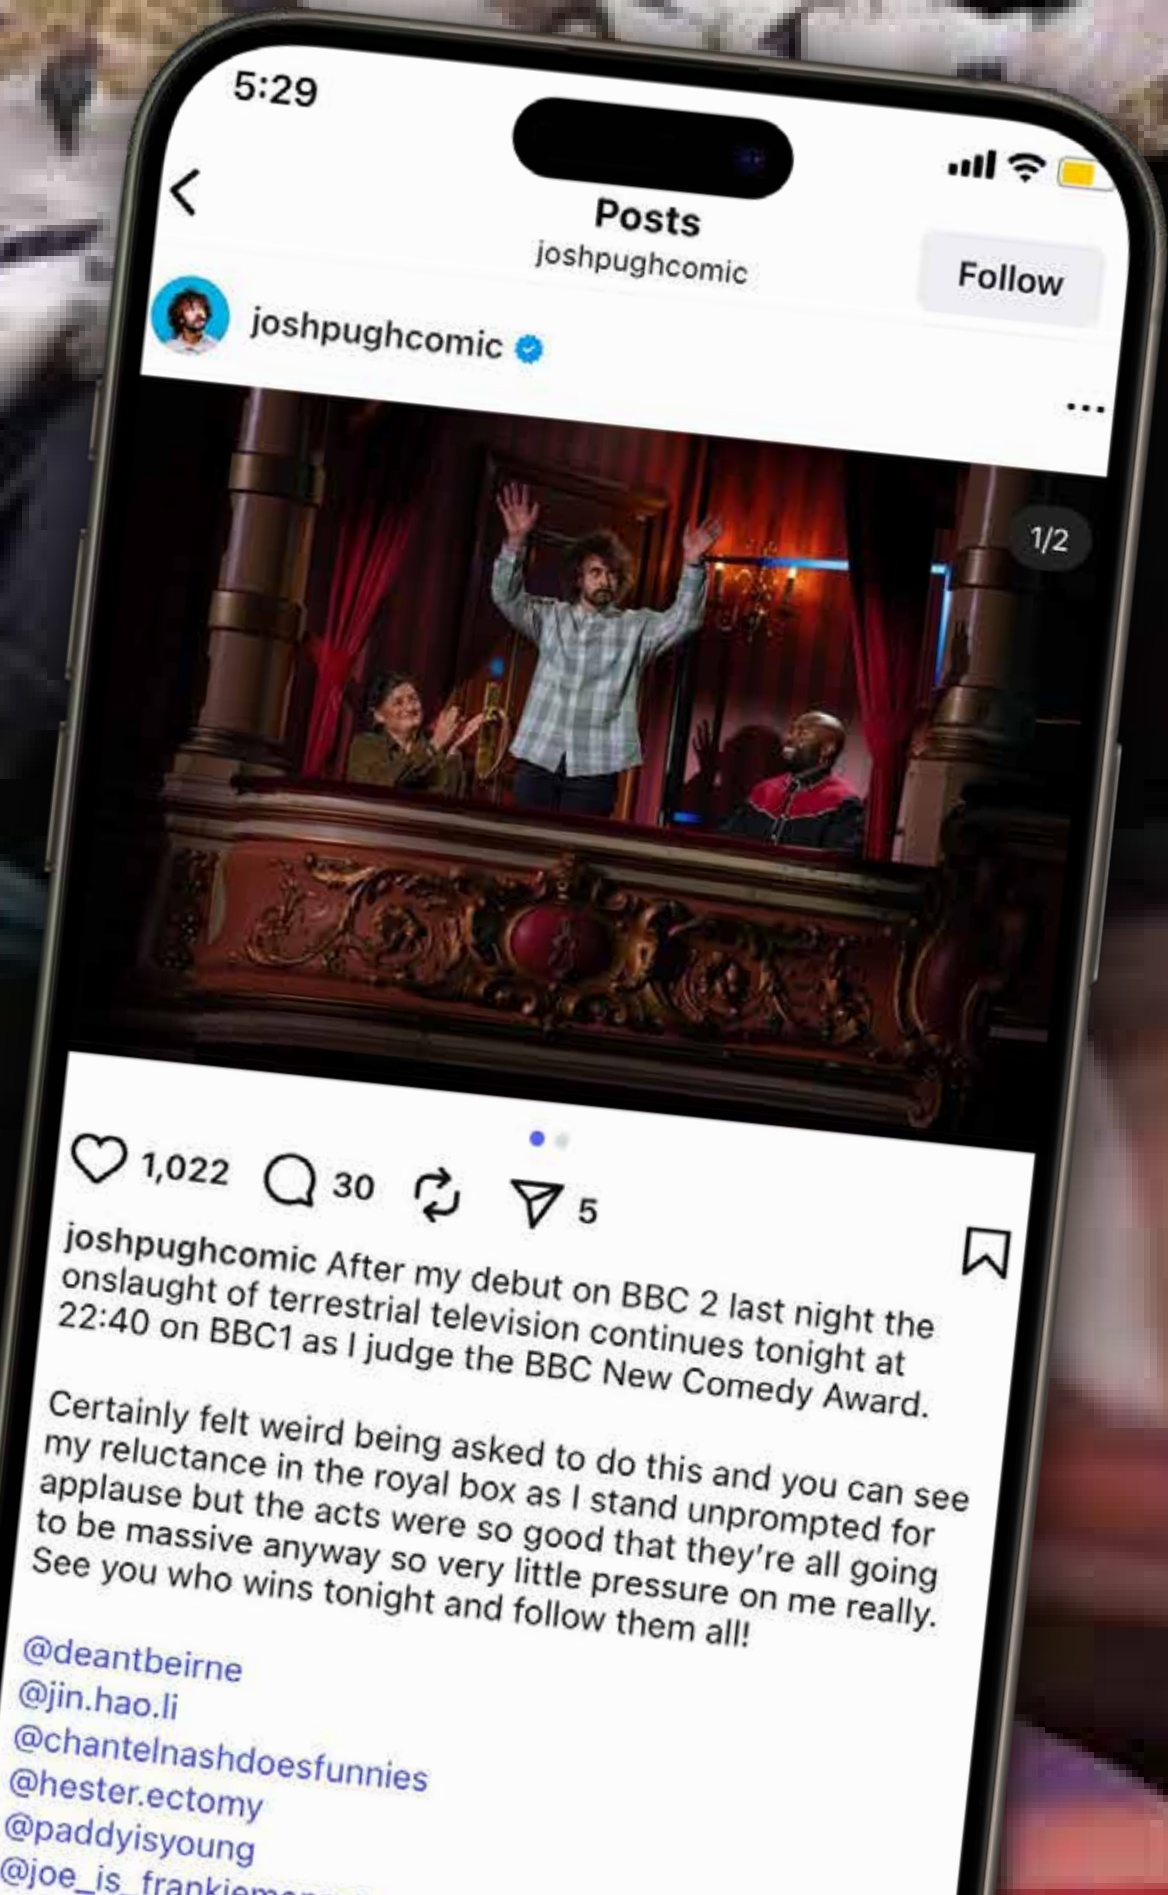 5:29
Posts
joshpughcomic
Follow
joshpughcomic
1/2
1,022 30 5
joshpughcomic After my debut on BBC 2 last night the
onslaught of terrestrial television continues tonight at
22:40 on BBC1 as I judge the BBC New Comedy Award.
Certainly felt weird being asked to do this and you can see
my reluctance in the royal box as I stand unprompted for
applause but the acts were so good that they're all going
to be massive anyway so very little pressure on me really.
See you who wins tonight and follow them all!
@deantbeirne
@jin.hao.li
@chantelnashdoesfunnies
@hester.ectomy
@paddyisyoung